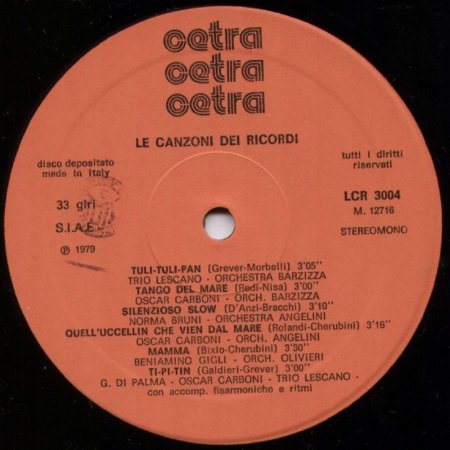 cetra
cetra
cetra
LE CANZONI DEI RICORDI
disco depositato
made in Italy
tutti i diritti
riservati
33 giri
S.I.A.E.
℗ 1979
LCR 3004
M. 12716
STEREOMONO
TULI-TULI-PAN (Grever-Morbelli) 3'05''
TRIO LESCANO - ORCHESTRA BARZIZZA
TANGO DEL MARE (Redi-Nisa) 3'00''
OSCAR CARBONI - ORCH. BARZIZZA
SILENZIOSO SLOW (D'Anzi-Bracchi) 3'10''
NORMA BRUNI - ORCHESTRA ANGELINI
QUELL'UCCELLIN CHE VIEN DAL MARE (Rolandi-Cherubini) 3'16''
OSCAR CARBONI - ORCH. ANGELINI
MAMMA (Bixio-Cherubini) 3'30''
BENIAMINO GIGLI - ORCH. OLIVIERI
TI-PI-TIN (Galdieri-Grever) 3'00''
G. DI PALMA - OSCAR CARBONI - TRIO LESCANO -
con accomp. fisarmoniche e ritmi